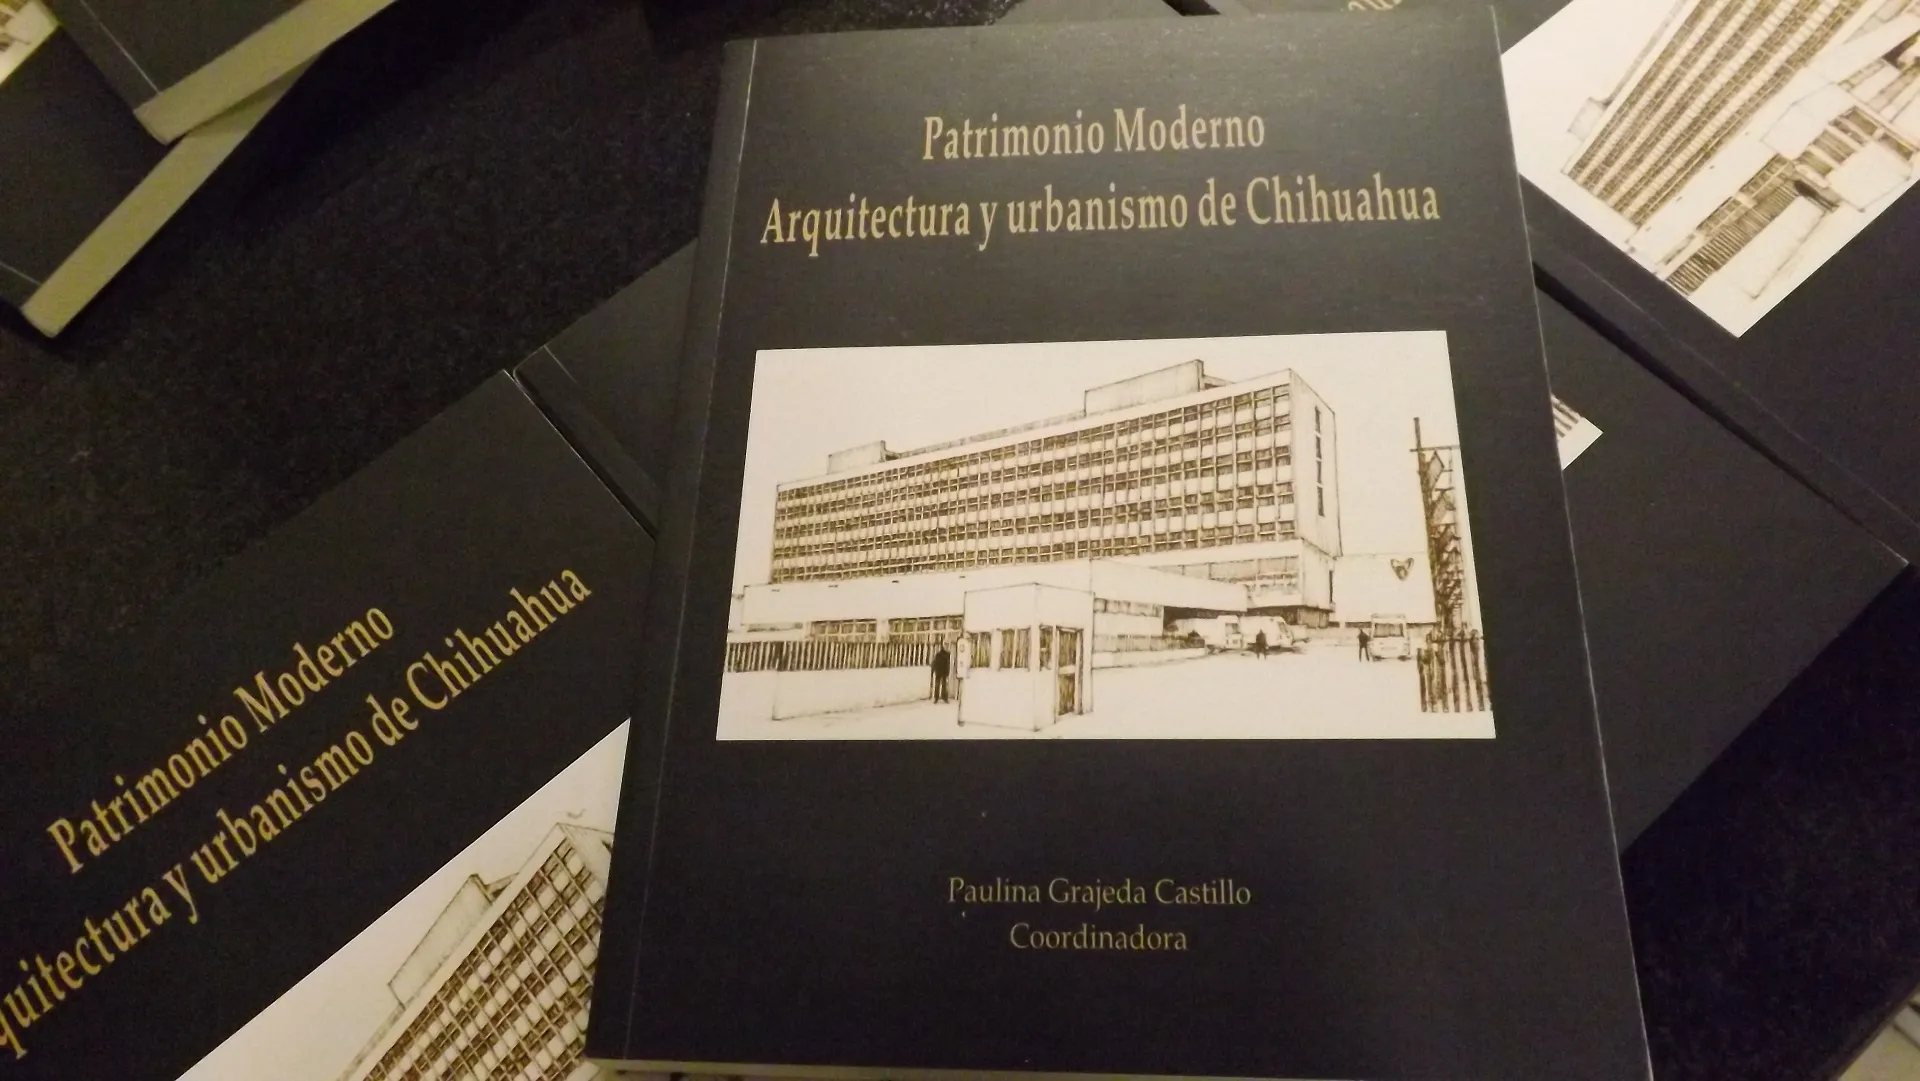 Patrimonio Moderno
Arquitectura y urbanismo de Chihuahua
Paulina Grajeda Castillo
Coordinadora
Patrimonio Moderno
quitectura y urbanismo de Chihuahua